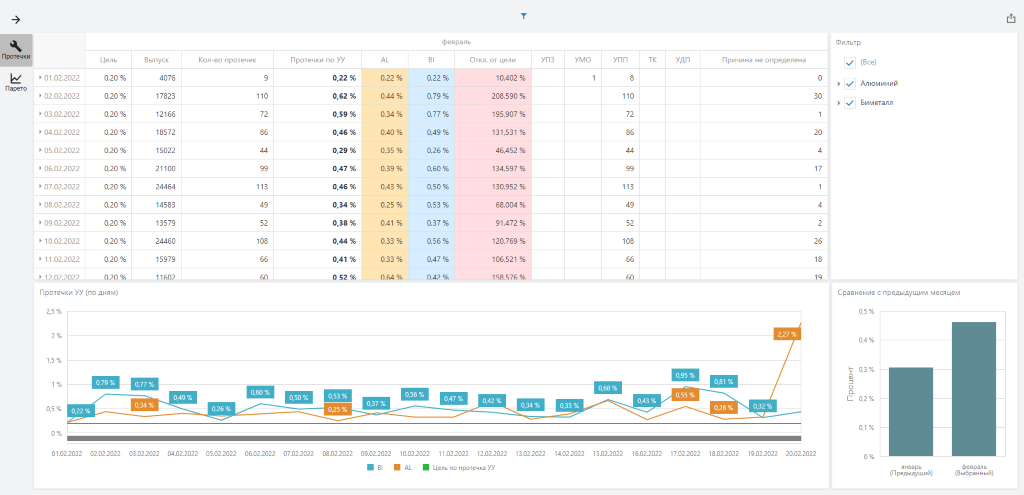 Протечки
Парето
февраль
Цель Выпуск Кол-во протечек Протечки по УУ AL BI Откл. от цели УПЗ УМО УПП ТК УДП Причина не определена
01.02.2022 0.20 % 4076 9 0,22 % 0.22 % 0.22 % 10.402 % 1 8 0
02.02.2022 0.20 % 17823 110 0,62 % 0.44 % 0.79 % 208.590 % 110 30
03.02.2022 0.20 % 12166 72 0,59 % 0.34 % 0.77 % 195,907 % 72 1
04.02.2022 0.20 % 18572 86 0,46 % 0.40 % 0.49 % 131,531 % 86 20
05.02.2022 0.20 % 15022 44 0,29 % 0.35 % 0.26 % 46,452 % 44 4
06.02.2022 0.20 % 21100 99 0,47 % 0.39 % 0.60 % 134,597 % 99 17
07.02.2022 0.20 % 24464 113 0,46 % 0.43 % 0.50 % 130,952 % 113 1
08.02.2022 0.20 % 14583 49 0,34 % 0.25 % 0.53 % 68.004 % 49 4
09.02.2022 0.20 % 13579 52 0,38 % 0.41 % 0.37 % 91.472 % 52 2
10.02.2022 0.20 % 24460 108 0,44 % 0.33 % 0.56 % 120.769 % 108 26
11.02.2022 0.20 % 15979 66 0,41 % 0.33 % 0.47 % 106,521 % 66 18
12.02.2022 0.20 % 11602 60 0,52 % 0.64 % 0.42 % 158,576 % 60 19
Фильтр
(Все)
Алюминий
Биметалл
Протечки УУ (по дням)
2,5 %
2 %
1,5 %
1 %
0,5 %
0 %
0,22 % 0,79 % 0,77 % 0,49 % 0,26 % 0,60 % 0,50 % 0,53 % 0,37 % 0,56 % 0,47 % 0,42 % 0,34 % 0,33 % 0,68 % 0,43 % 0,95 % 0,81 % 0,32 %
0,34 % 0,25 % 0,55 % 0,28 % 2,27 %
01.02.2022 02.02.2022 03.02.2022 04.02.2022 05.02.2022 06.02.2022 07.02.2022 08.02.2022 09.02.2022 10.02.2022 11.02.2022 12.02.2022 13.02.2022 14.02.2022 15.02.2022 16.02.2022 17.02.2022 18.02.2022 19.02.2022 20.02.2022
BI AL Цель по протечка УУ
Сравнение с предыдущим месяцем
Процент
0,5 %
0,4 %
0,3 %
0,2 %
0,1 %
0 %
январь февраль
(Предыдущий) (Выбранный)